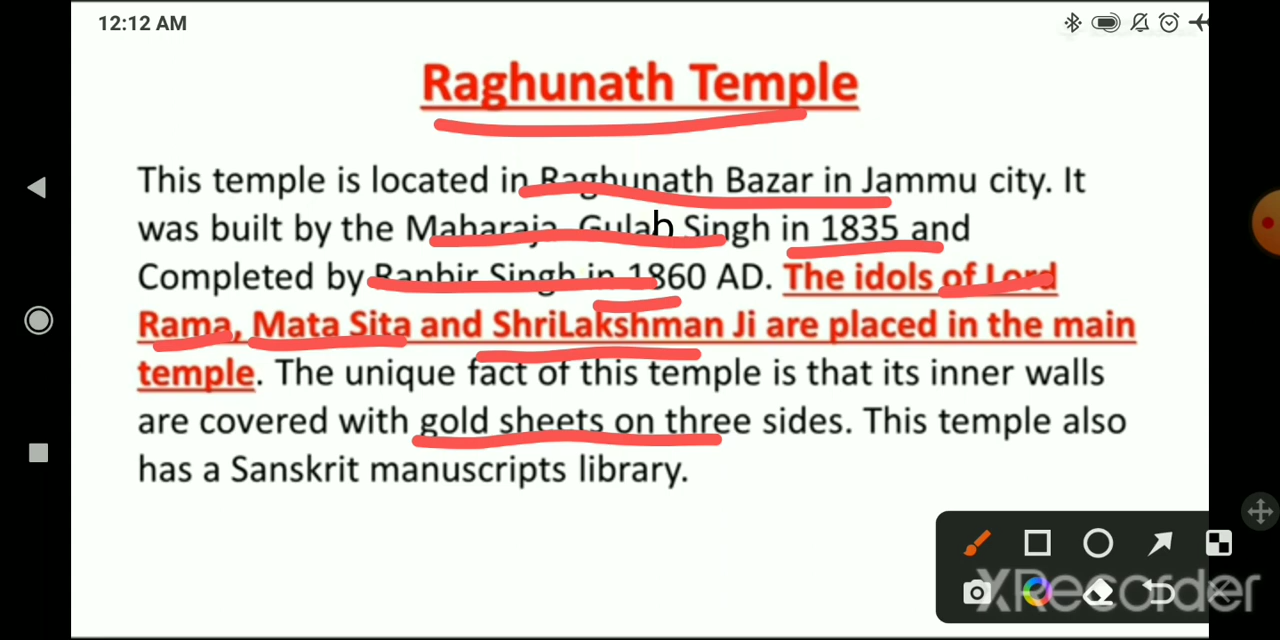 12:12 AM
Raghunath Temple
This temple is located in Raghunath Bazar in Jammu city. It
was built by the Maharaja Gulab Singh in 1835 and
Completed by Ranbir Singh in 1860 AD. The idols of Lord
Rama, Mata Sita and ShriLakshman Ji are placed in the main
temple. The unique fact of this temple is that its inner walls
are covered with gold sheets on three sides. This temple also
has a Sanskrit manuscripts library.
XRecorder